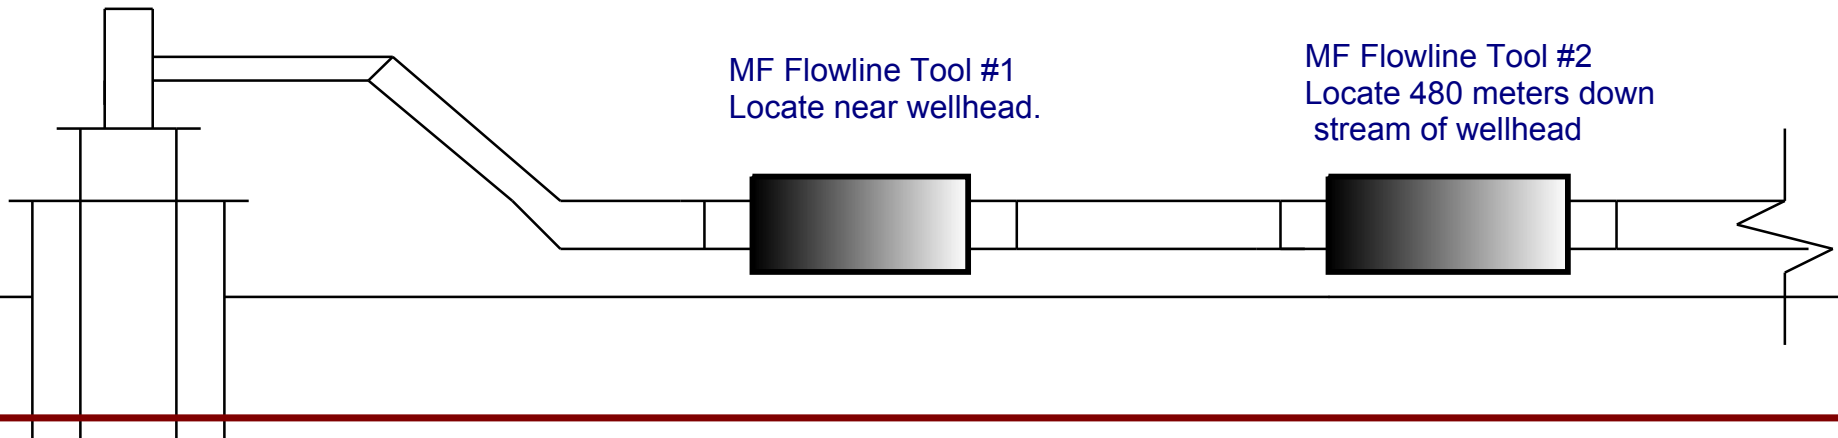 MF Flowline Tool #1
Locate near wellhead.
MF Flowline Tool #2
Locate 480 meters down
stream of wellhead